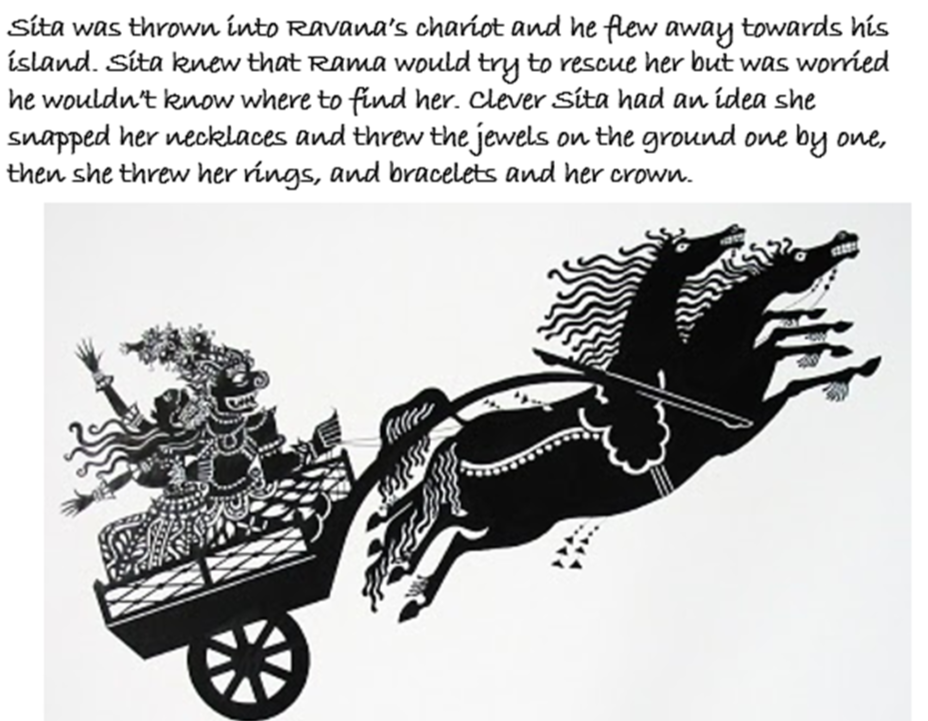 Sita was thrown into Ravana's chariot and he flew away towards his
island. Sita knew that Rama would try to rescue her but was worried
he wouldn't know where to find her. Clever Sita had an idea she
snapped her necklaces and threw the jewels on the ground one by one,
then she threw her rings, and bracelets and her crown.